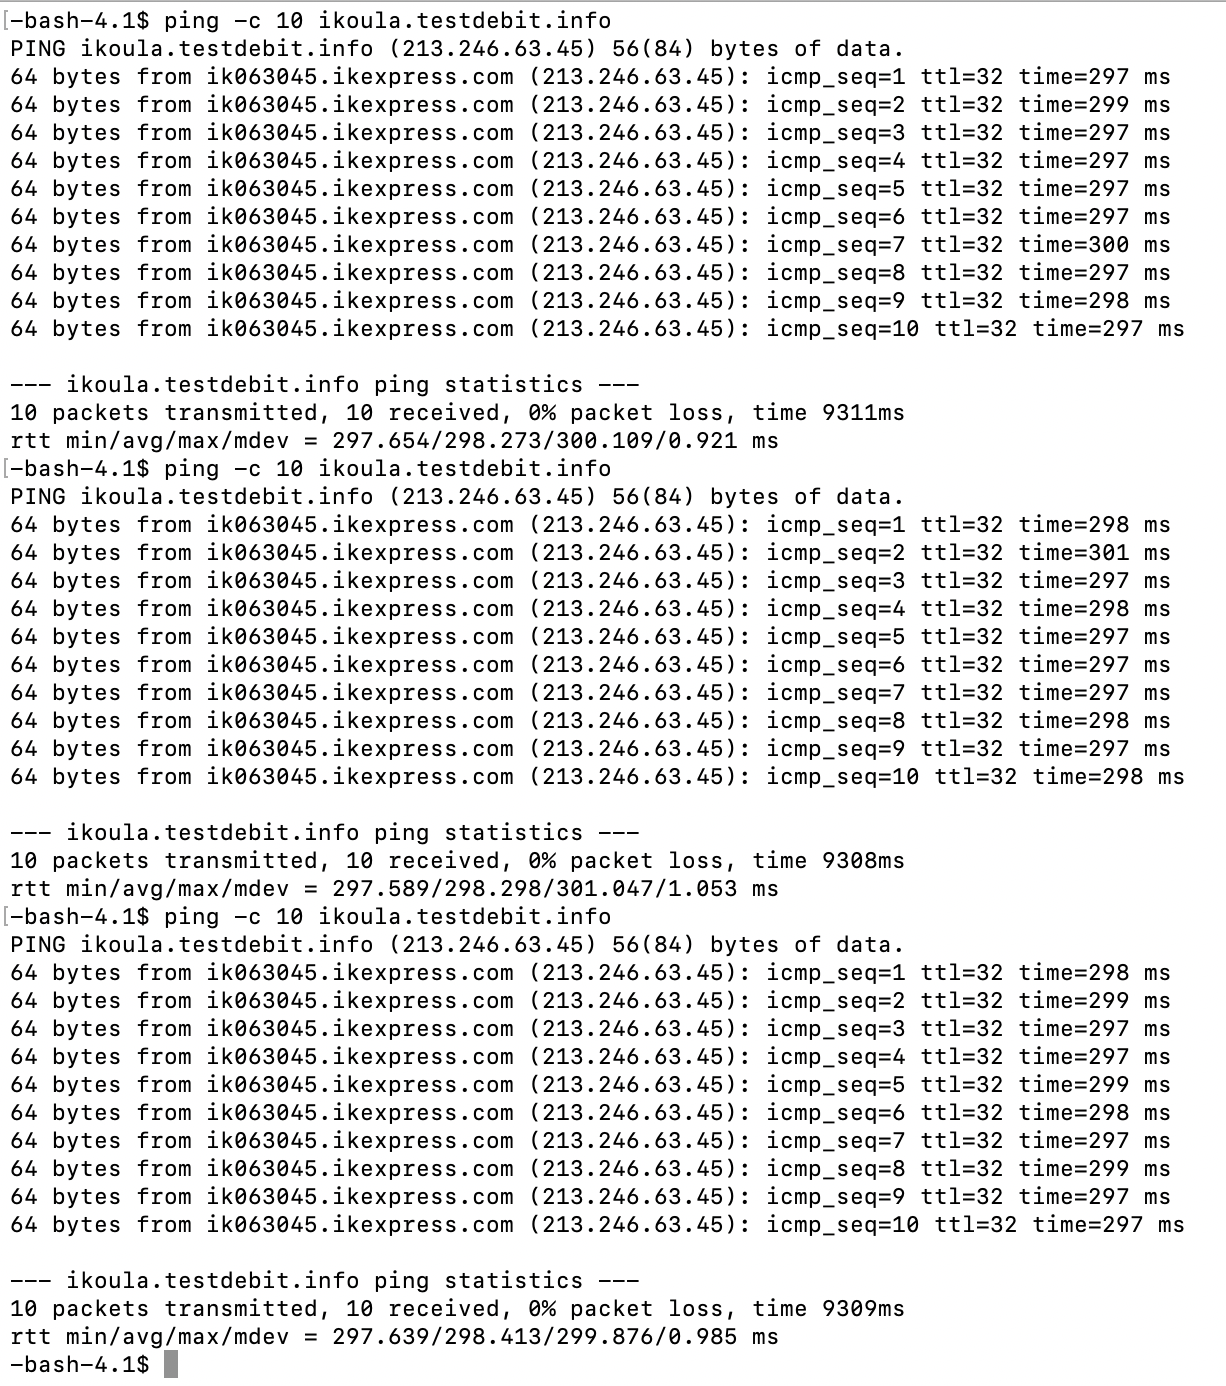 [-bash-4.1$ ping -c 10 ikoula.testdebit.info
PING ikoula.testdebit.info (213.246.63.45) 56(84) bytes of data.
64 bytes from ik063045.ikexpress.com (213.246.63.45): icmp_seq=1 ttl=32 time=297 ms
64 bytes from ik063045.ikexpress.com (213.246.63.45): icmp_seq=2 ttl=32 time=299 ms
64 bytes from ik063045.ikexpress.com (213.246.63.45): icmp_seq=3 ttl=32 time=297 ms
64 bytes from ik063045.ikexpress.com (213.246.63.45): icmp_seq=4 ttl=32 time=297 ms
64 bytes from ik063045.ikexpress.com (213.246.63.45): icmp_seq=5 ttl=32 time=297 ms
64 bytes from ik063045.ikexpress.com (213.246.63.45): icmp_seq=6 ttl=32 time=297 ms
64 bytes from ik063045.ikexpress.com (213.246.63.45): icmp_seq=7 ttl=32 time=300 ms
64 bytes from ik063045.ikexpress.com (213.246.63.45): icmp_seq=8 ttl=32 time=297 ms
64 bytes from ik063045.ikexpress.com (213.246.63.45): icmp_seq=9 ttl=32 time=298 ms
64 bytes from ik063045.ikexpress.com (213.246.63.45): icmp_seq=10 ttl=32 time=297 ms
--- ikoula.testdebit.info ping statistics ---
10 packets transmitted, 10 received, 0% packet loss, time 9311ms
rtt min/avg/max/mdev = 297.654/298.273/300.109/0.921 ms
[-bash-4.1$ ping -c 10 ikoula.testdebit.info
PING ikoula.testdebit.info (213.246.63.45) 56(84) bytes of data.
64 bytes from ik063045.ikexpress.com (213.246.63.45): icmp_seq=1 ttl=32 time=298 ms
64 bytes from ik063045.ikexpress.com (213.246.63.45): icmp_seq=2 ttl=32 time=301 ms
64 bytes from ik063045.ikexpress.com (213.246.63.45): icmp_seq=3 ttl=32 time=297 ms
64 bytes from ik063045.ikexpress.com (213.246.63.45): icmp_seq=4 ttl=32 time=298 ms
64 bytes from ik063045.ikexpress.com (213.246.63.45): icmp_seq=5 ttl=32 time=297 ms
64 bytes from ik063045.ikexpress.com (213.246.63.45): icmp_seq=6 ttl=32 time=297 ms
64 bytes from ik063045.ikexpress.com (213.246.63.45): icmp_seq=7 ttl=32 time=297 ms
64 bytes from ik063045.ikexpress.com (213.246.63.45): icmp_seq=8 ttl=32 time=298 ms
64 bytes from ik063045.ikexpress.com (213.246.63.45): icmp_seq=9 ttl=32 time=297 ms
64 bytes from ik063045.ikexpress.com (213.246.63.45): icmp_seq=10 ttl=32 time=298 ms
--- ikoula.testdebit.info ping statistics ---
10 packets transmitted, 10 received, 0% packet loss, time 9308ms
rtt min/avg/max/mdev = 297.589/298.298/301.047/1.053 ms
[-bash-4.1$ ping -c 10 ikoula.testdebit.info
PING ikoula.testdebit.info (213.246.63.45) 56(84) bytes of data.
64 bytes from ik063045.ikexpress.com (213.246.63.45): icmp_seq=1 ttl=32 time=298 ms
64 bytes from ik063045.ikexpress.com (213.246.63.45): icmp_seq=2 ttl=32 time=299 ms
64 bytes from ik063045.ikexpress.com (213.246.63.45): icmp_seq=3 ttl=32 time=297 ms
64 bytes from ik063045.ikexpress.com (213.246.63.45): icmp_seq=4 ttl=32 time=297 ms
64 bytes from ik063045.ikexpress.com (213.246.63.45): icmp_seq=5 ttl=32 time=299 ms
64 bytes from ik063045.ikexpress.com (213.246.63.45): icmp_seq=6 ttl=32 time=298 ms
64 bytes from ik063045.ikexpress.com (213.246.63.45): icmp_seq=7 ttl=32 time=297 ms
64 bytes from ik063045.ikexpress.com (213.246.63.45): icmp_seq=8 ttl=32 time=299 ms
64 bytes from ik063045.ikexpress.com (213.246.63.45): icmp_seq=9 ttl=32 time=297 ms
64 bytes from ik063045.ikexpress.com (213.246.63.45): icmp_seq=10 ttl=32 time=297 ms
--- ikoula.testdebit.info ping statistics ---
10 packets transmitted, 10 received, 0% packet loss, time 9309ms
rtt min/avg/max/mdev = 297.639/298.413/299.876/0.985 ms
-bash-4.1$